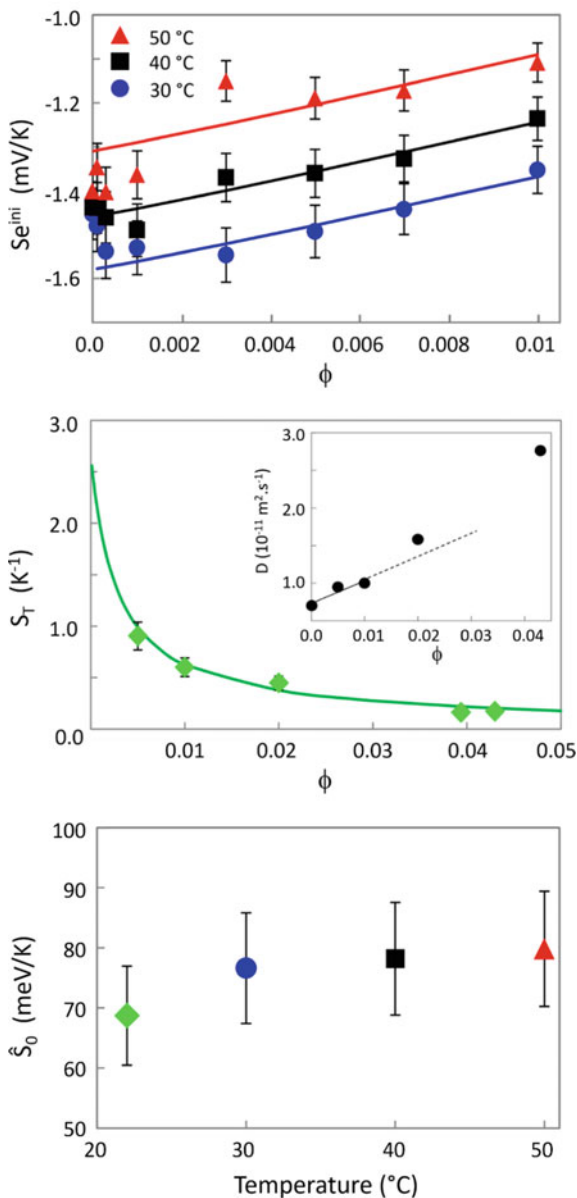 -1.0
50 °C
40 °C
30 °C
-1.2
-1.4
-1.6
Se^ini (mV/K)
0.0 0.002 0.004 0.006 0.008 0.01
ϕ
3.0
2.0
1.0
0.0
S_T (K⁻¹)
0.01 0.02 0.03 0.04 0.05
ϕ
3.0
2.0
1.0
D (10⁻¹¹ m².s⁻¹)
0.0 0.010 0.02 0.03 0.04
ϕ
100
90
80
70
60
50
Ŝ₀ (meV/K)
20 30 40 50
Temperature (°C)